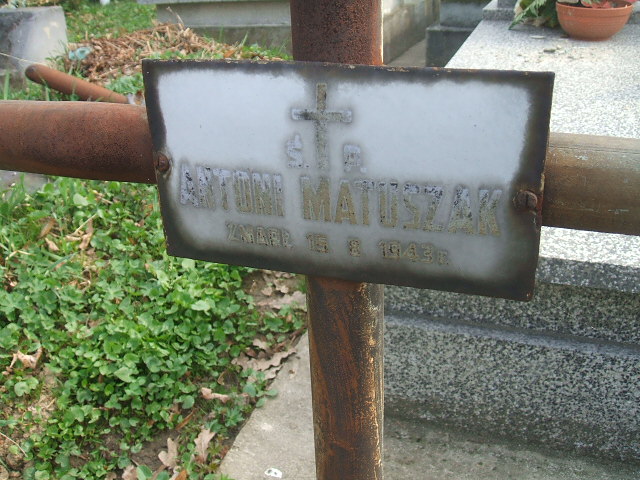 Ś. P.
ANTONI MATUSZAK
ZMARŁ 15 8 1943 r.